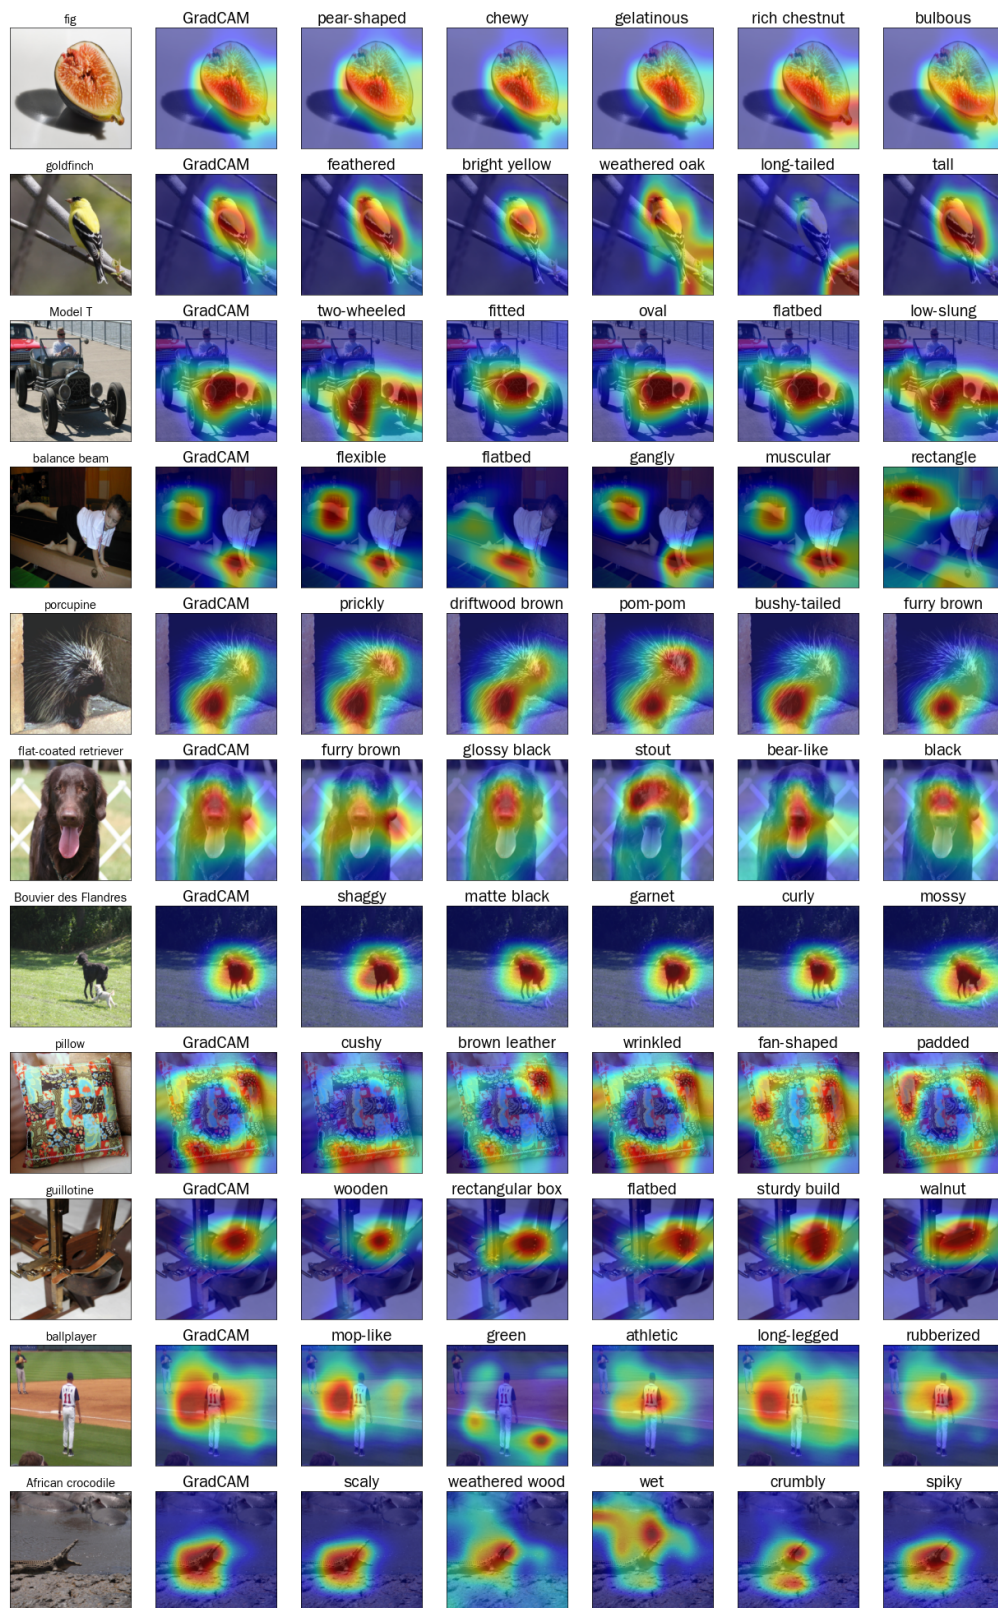 fig GradCAM pear-shaped chewy gelatinous rich chestnut bulbous
goldfinch GradCAM feathered bright yellow weathered oak long-tailed tall
Model T GradCAM two-wheeled fitted oval flatbed low-slung
balance beam GradCAM flexible flatbed gangly muscular rectangle
porcupine GradCAM prickly driftwood brown pom-pom bushy-tailed furry brown
flat-coated retriever GradCAM furry brown glossy black stout bear-like black
Bouvier des Flandres GradCAM shaggy matte black garnet curly mossy
pillow GradCAM cushy brown leather wrinkled fan-shaped padded
guillotine GradCAM wooden rectangular box flatbed sturdy build walnut
ballplayer GradCAM mop-like green athletic long-legged rubberized
11
African crocodile GradCAM scaly weathered wood wet crumbly spiky